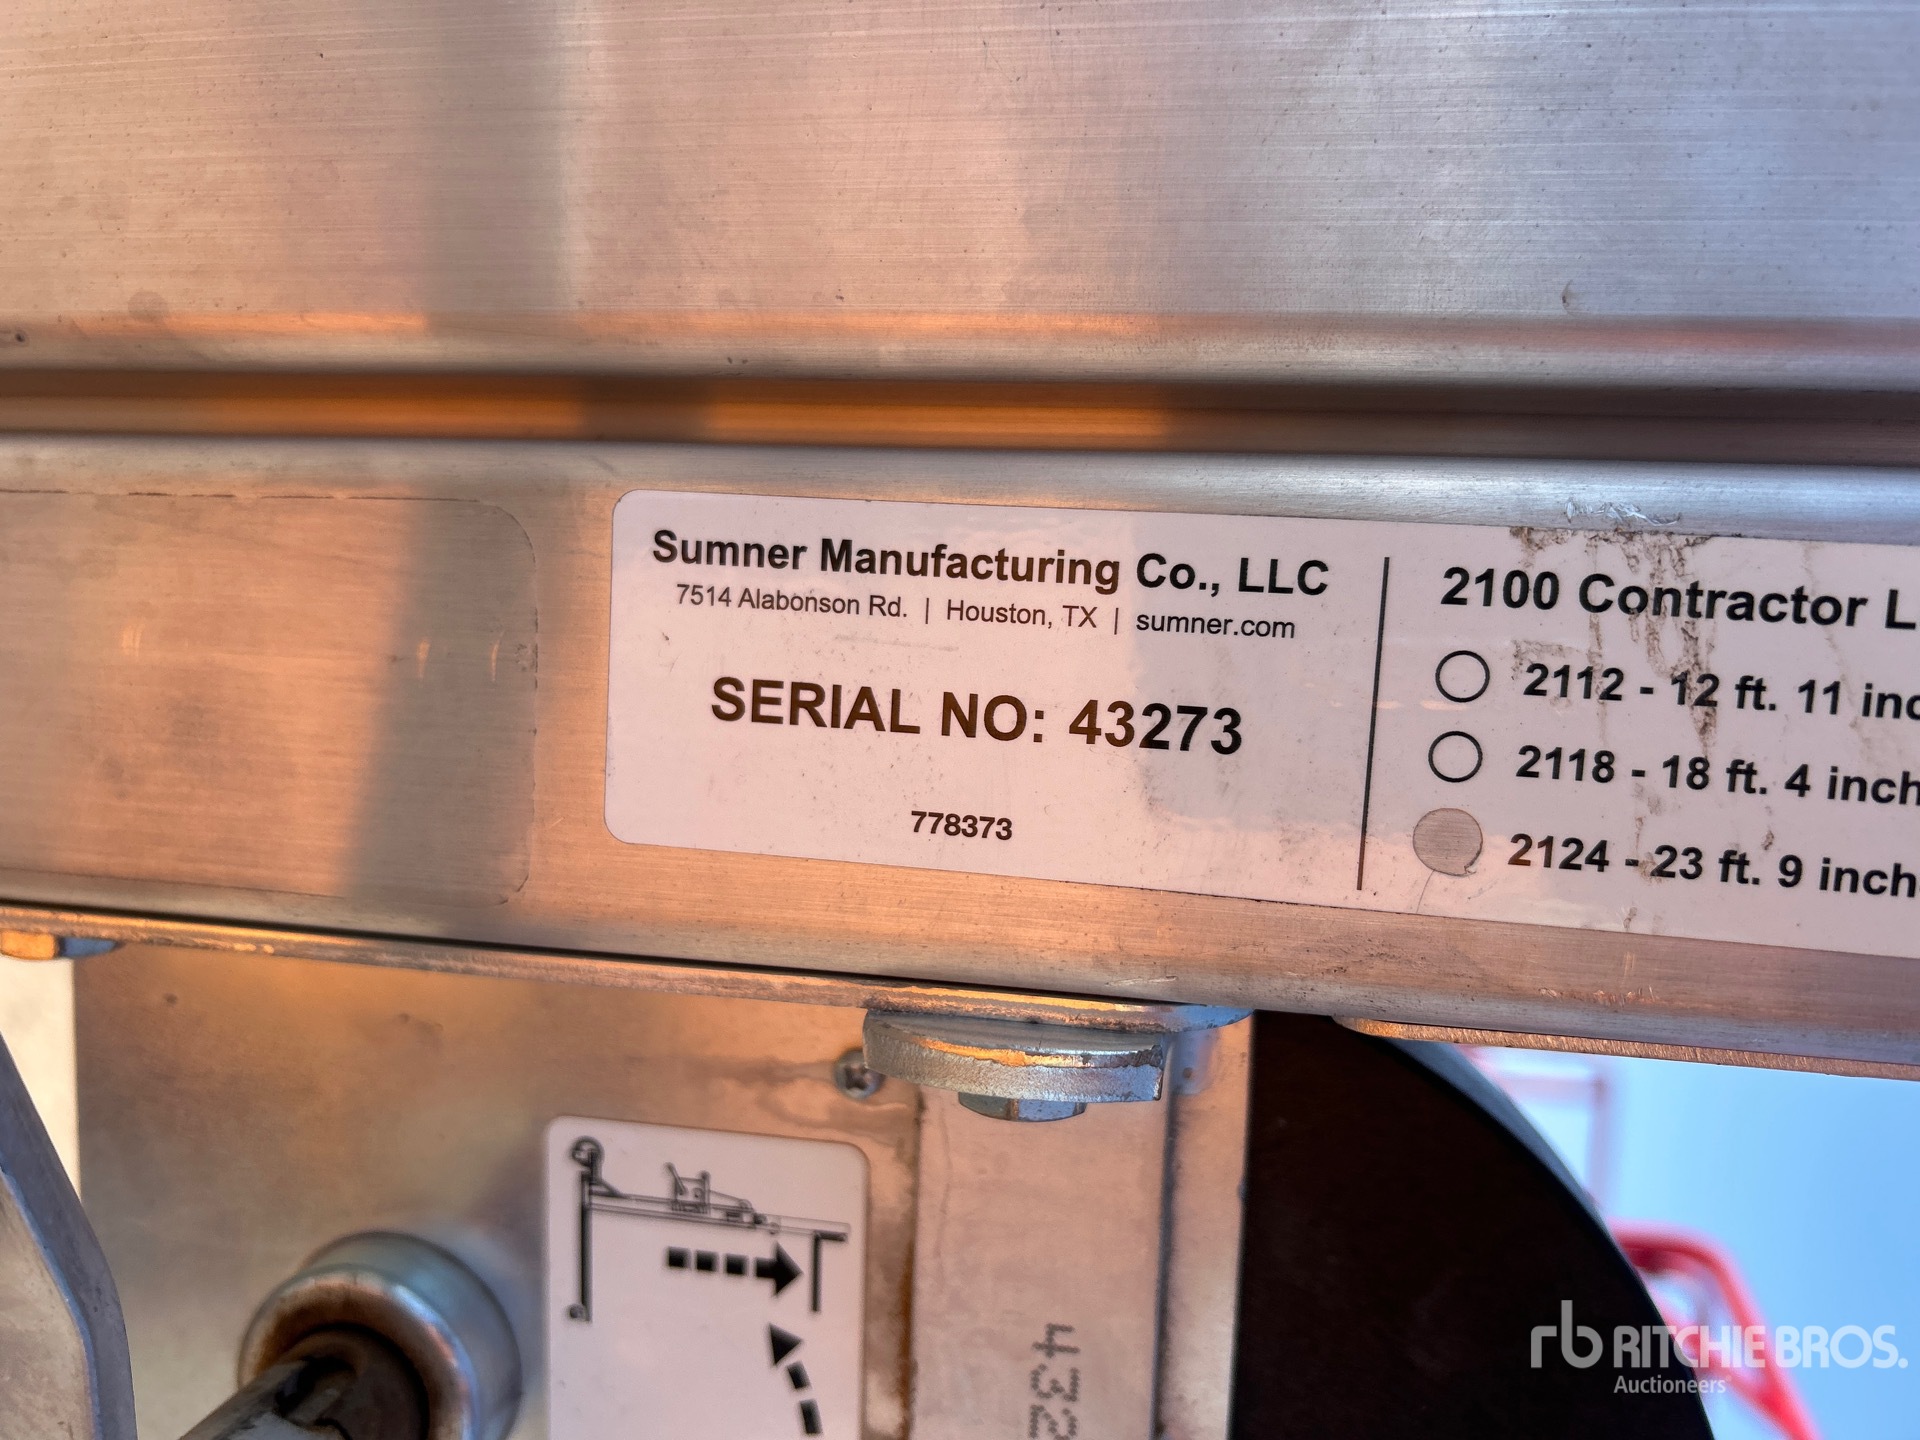 Sumner Manufacturing Co., LLC
7514 Alabonson Rd. | Houston, TX | sumner.com
SERIAL NO: 43273
778373
2100 Contractor L
2112 - 12 ft. 11 inc
2118 - 18 ft. 4 inch
2124 - 23 ft. 9 inch
432
rb RITCHIE BROS.
Auctioneers